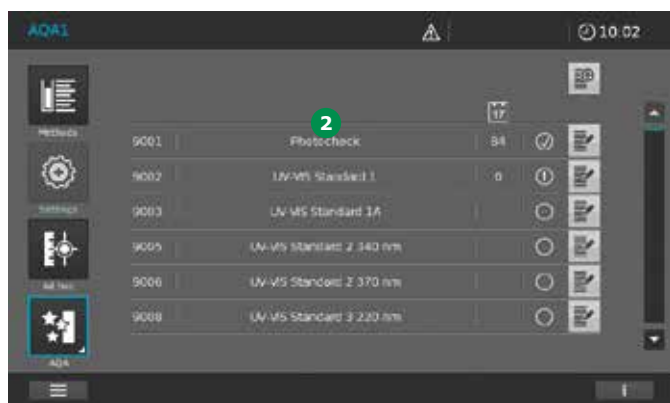 AQA1 10:02
17
2
Methods
9001 Photocheck 84
9002 UV-VIS Standard 1 0
Settings
9003 UV-VIS Standard 1A
9005 UV-VIS Standard 2 340 nm
9006 UV-VIS Standard 2 370 nm
9008 UV-VIS Standard 3 220 nm
AQA
i